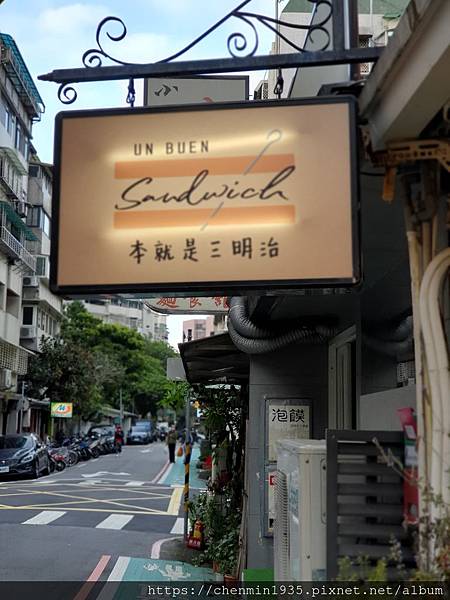 UN BUEN
Sandwich
本就是三明治
泡饃
https://chenmin1935.pixnet.net/album